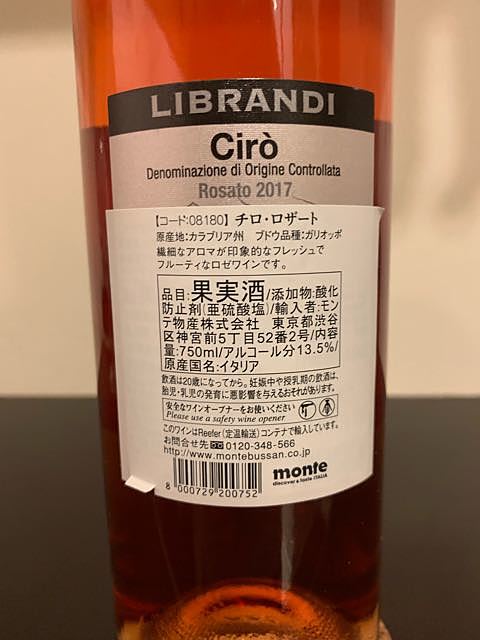 LIBRANDI
Cirò
Denominazione di Origine Controllata
Rosato 2017
【コード:08180】チロ・ロザート
原産地:カラブリア州 ブドウ品種:ガリオッポ
繊細なアロマが印象的なフレッシュで
フルーティなロゼワインです。
品目:果実酒/添加物:酸化
防止剤(亜硫酸塩)/輸入者:モン
テ物産株式会社 東京都渋谷
区神宮前5丁目52番2号/内容
量:750ml/アルコール分13.5%/
原産国名:イタリア
飲酒は20歳になってから。妊娠中や授乳期の飲酒は、
胎児・乳児の発育に悪影響を与えるおそれがあります。
安全なワインオープナーをお使いください
Please use a safety wine opener
このワインはReefer(定温輸送)コンテナで輸入しています。
お問合せ先 0120-348-566
http://www.montebussan.co.jp
8 000729 200752
monte
discover & taste ITALIA